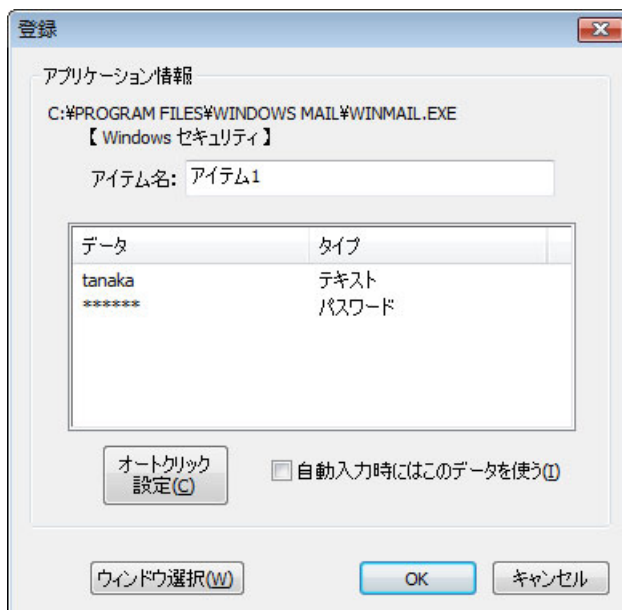 登録
アプリケーション情報
C:¥PROGRAM FILES¥WINDOWS MAIL¥WINMAIL.EXE
【 Windows セキュリティ 】
アイテム名: アイテム1
データ タイプ
tanaka テキスト
****** パスワード
オートクリック
設定(C)
自動入力時にはこのデータを使う(I)
ウィンドウ選択(W) OK キャンセル